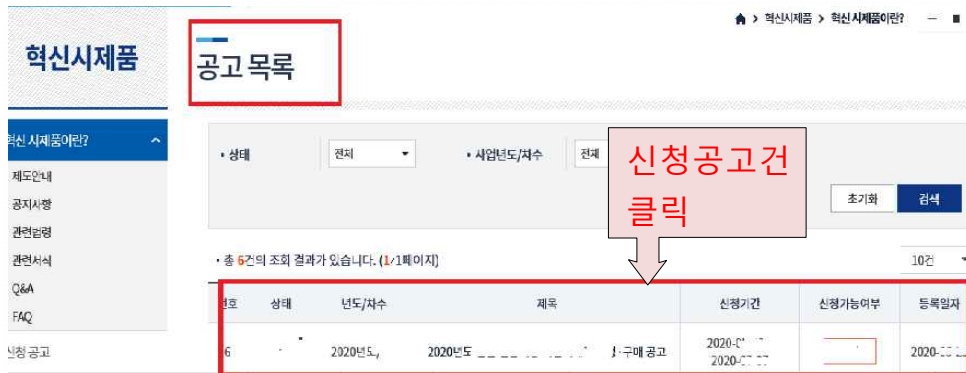 혁신시제품 > 혁신 시제품이란?
혁신시제품
공고 목록
혁신 시제품이란?
제도안내
공지사항
관련법령
관련서식
Q&A
FAQ
신청 공고
• 상태 전체
• 사업년도/차수 전체
신청공고건
클릭
초기화 검색
• 총 6건의 조회 결과가 있습니다. (1/1페이지)
10건
번호 상태 년도/차수 제목 신청기간 신청가능여부 등록일자
6 2020년도, 2020년도 구매 공고 2020- 2020- 2020-